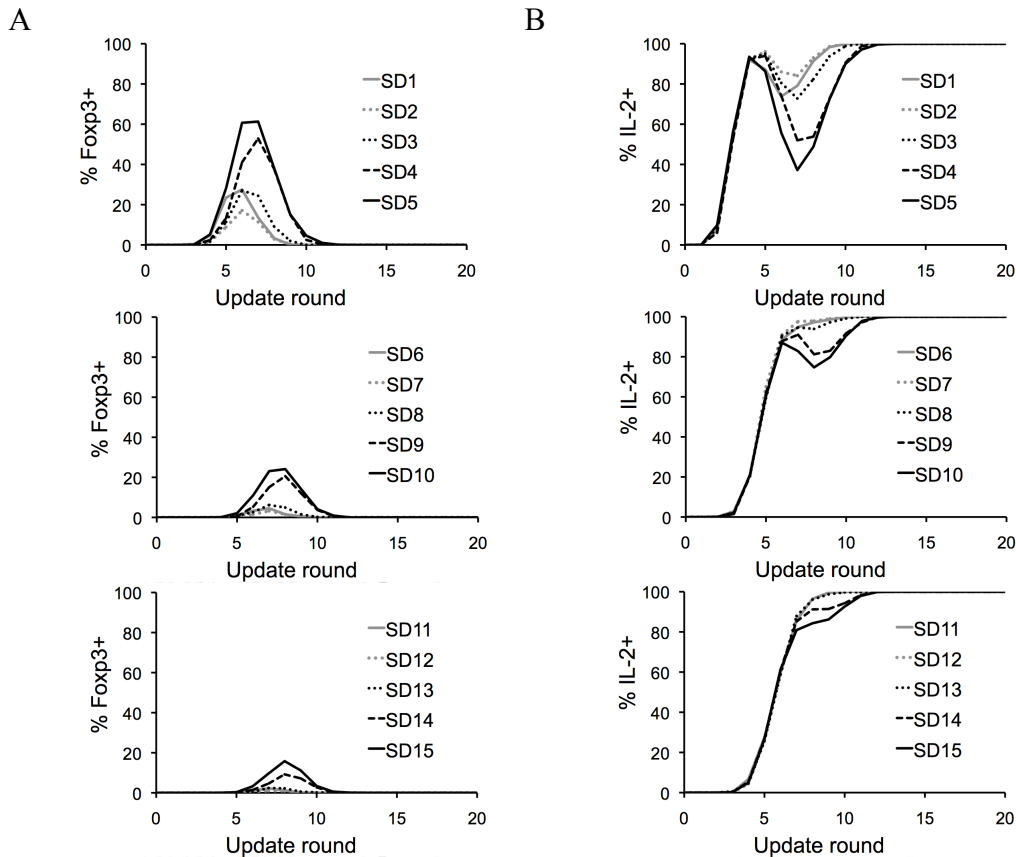 A
B
% Foxp3+
100
80
60
40
20
0
SD1
SD2
SD3
SD4
SD5
0 5 10 15 20
Update round
% IL-2+
100
80
60
40
20
0
SD1
SD2
SD3
SD4
SD5
0 5 10 15 20
Update round
% Foxp3+
100
80
60
40
20
0
SD6
SD7
SD8
SD9
SD10
0 5 10 15 20
Update round
% IL-2+
100
80
60
40
20
0
SD6
SD7
SD8
SD9
SD10
0 5 10 15 20
Update round
% Foxp3+
100
80
60
40
20
0
SD11
SD12
SD13
SD14
SD15
0 5 10 15 20
Update round
% IL-2+
100
80
60
40
20
0
SD11
SD12
SD13
SD14
SD15
0 5 10 15 20
Update round